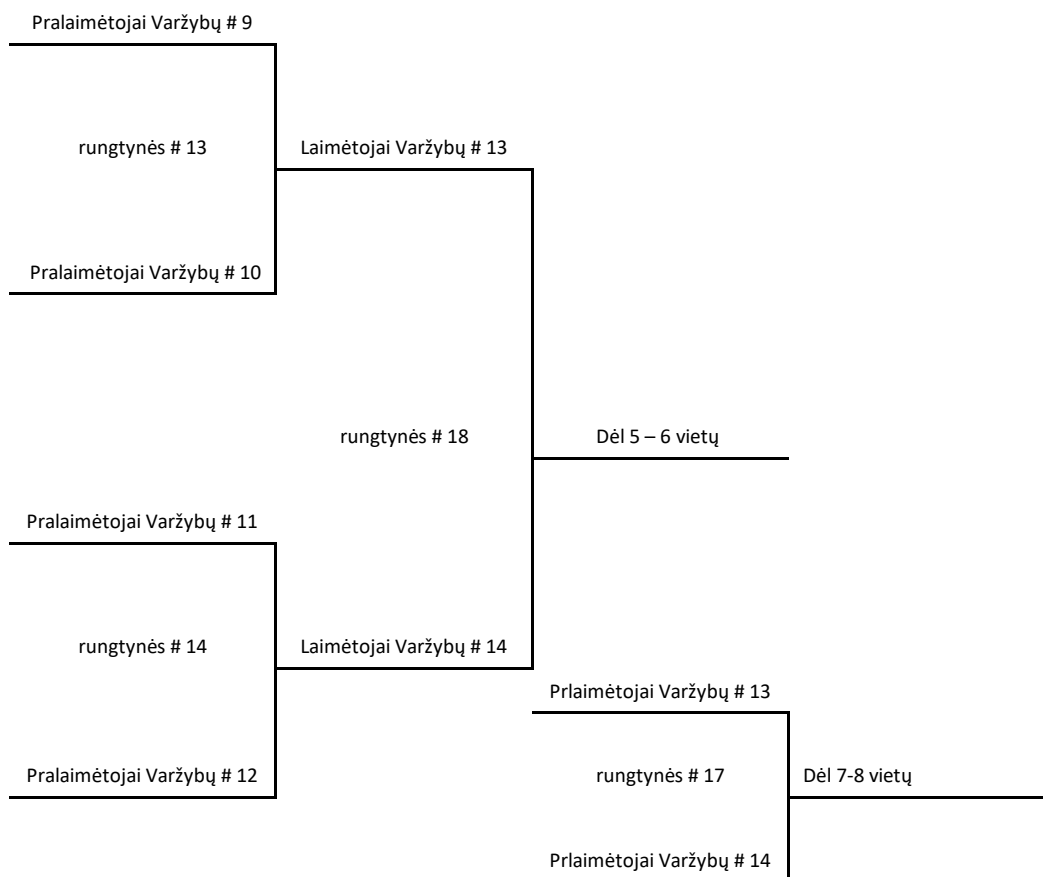 Pralaimėtojai Varžybų # 9
rungtynės # 13
Laimėtojai Varžybų # 13
Pralaimėtojai Varžybų # 10
rungtynės # 18
Dėl 5 – 6 vietų
Pralaimėtojai Varžybų # 11
rungtynės # 14
Laimėtojai Varžybų # 14
Prlaimėtojai Varžybų # 13
Pralaimėtojai Varžybų # 12
rungtynės # 17
Dėl 7-8 vietų
Prlaimėtojai Varžybų # 14